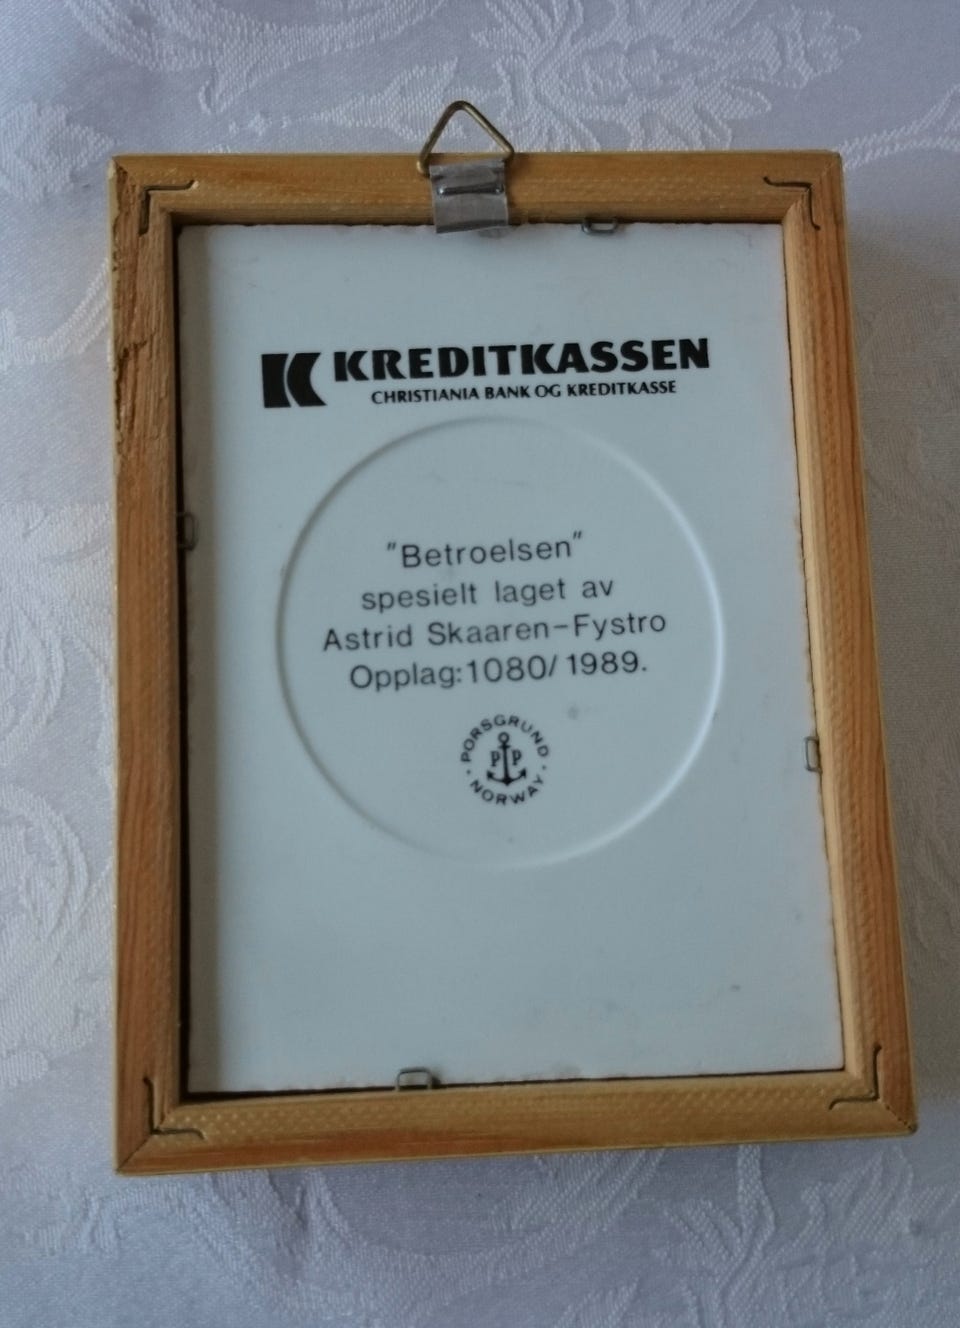 KREDITKASSEN
CHRISTIANIA BANK OG KREDITKASSE
"Betroelsen"
spesielt laget av
Astrid Skaaren-Fystro
Opplag:1080/1989.
PORSGRUND
PP
NORWAY